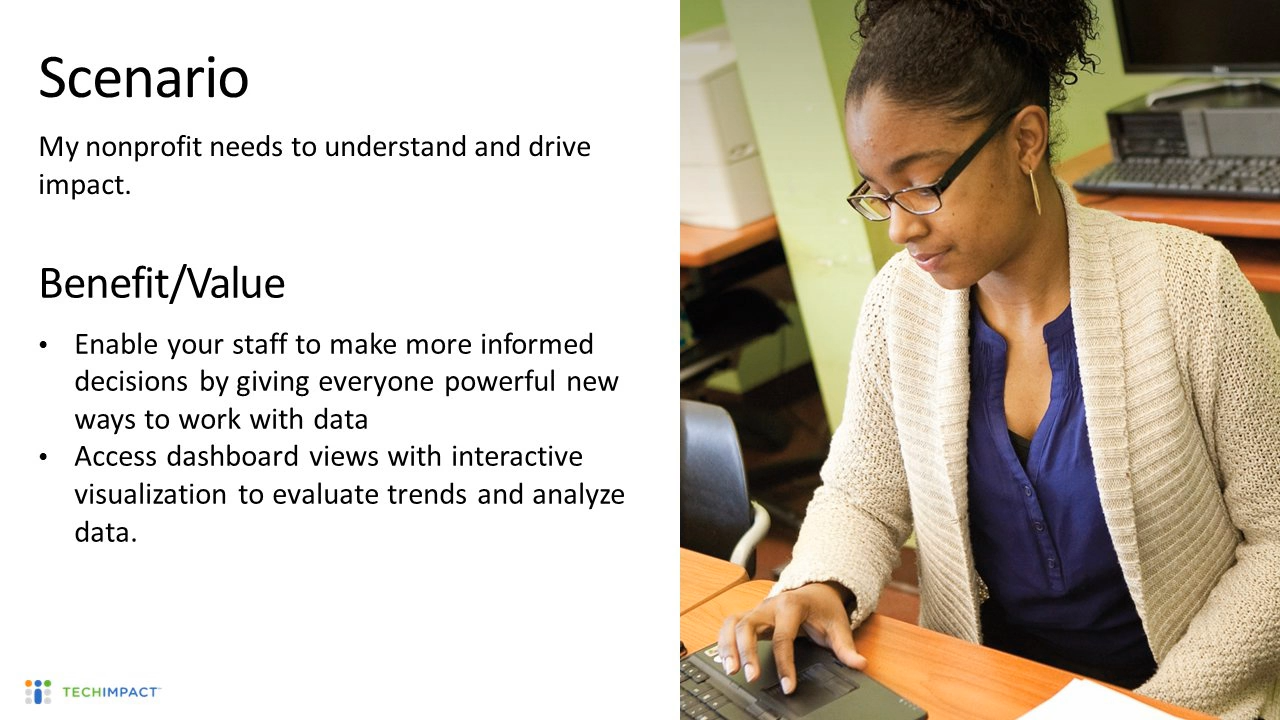 Scenario
My nonprofit needs to understand and drive
impact.
Benefit/Value
• Enable your staff to make more informed
decisions by giving everyone powerful new
ways to work with data
• Access dashboard views with interactive
visualization to evaluate trends and analyze
data.
TECHIMPACT